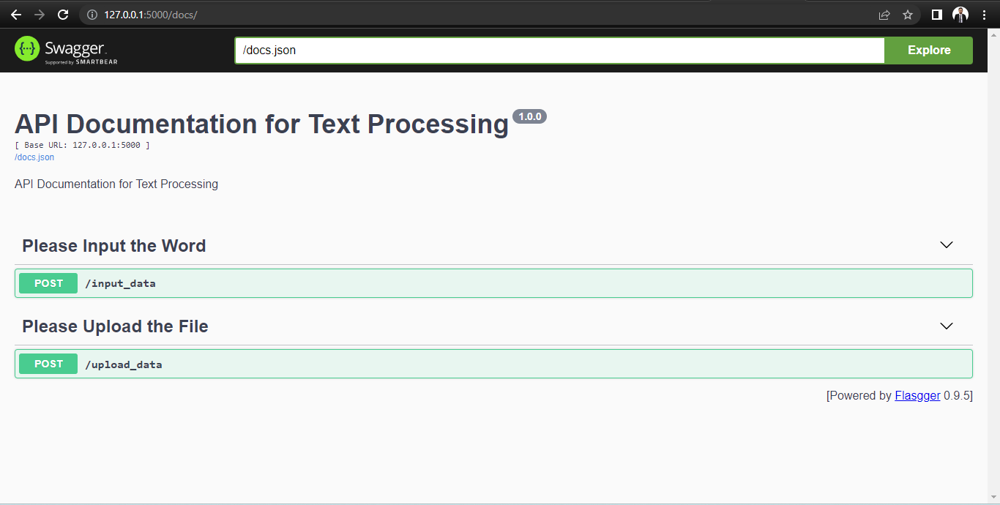 127.0.0.1:5000/docs/
Swagger.
Supported by SMARTBEAR
/docs.json
Explore
API Documentation for Text Processing 1.0.0
[ Base URL: 127.0.0.1:5000 ]
/docs.json
API Documentation for Text Processing
Please Input the Word
POST /input_data
Please Upload the File
POST /upload_data
[Powered by Flasgger 0.9.5]